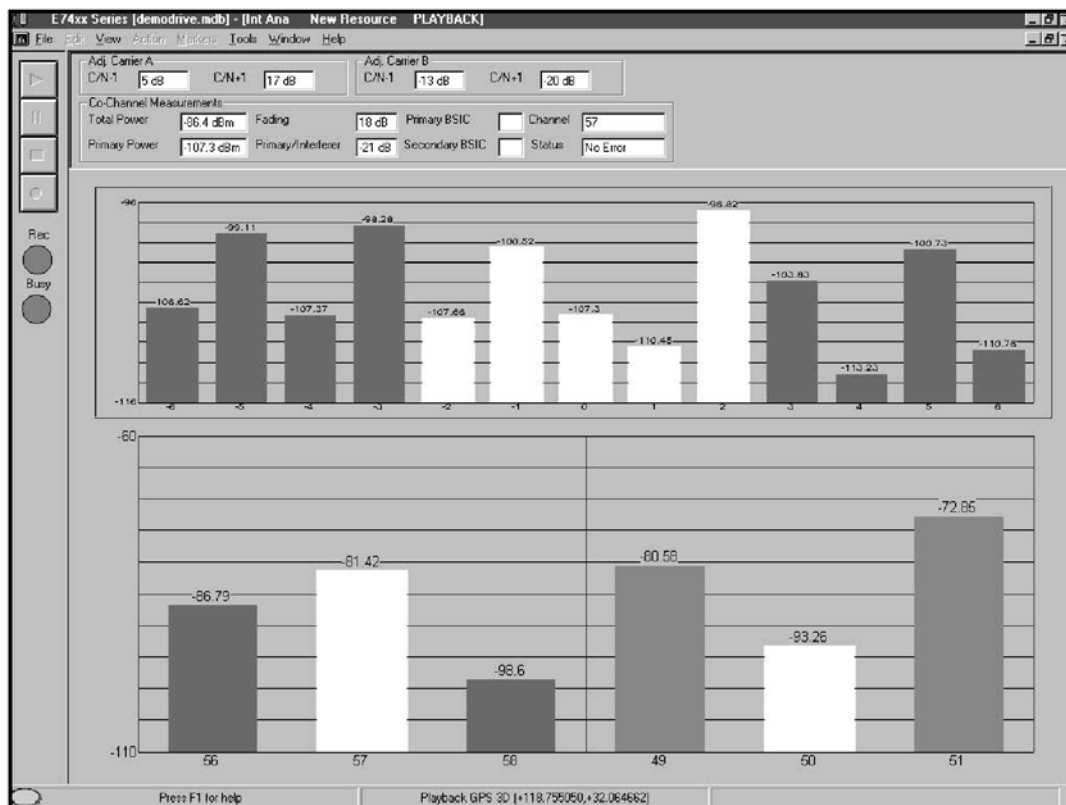 E74xx Series [demodrive.mdb] - [Int Ana New Resource PLAYBACK]
File Edit View Action Markers Tools Window Help
Adj. Carrier A
C/N-1 5 dB C/N+1 17 dB
Adj. Carrier B
C/N-1 -13 dB C/N+1 -20 dB
Co-Channel Measurements
Total Power -86.4 dBm Fading 18 dB Primary BSIC Channel 57
Primary Power -107.3 dBm Primary/Interferer -21 dB Secondary BSIC Status No Error
Rec
Busy
-96
-106.62 -99.11 -107.37 -98.28 -107.66 -100.52 -107.3 -110.45 -96.82 -103.83 -113.23 -100.73 -110.76
-116
-6 -5 -4 -3 -2 -1 0 1 2 3 4 5 6
-60
-86.79 -81.42 -98.6 -80.58 -93.26 -72.85
-110
56 57 58 49 50 51
Press F1 for help
Playback GPS 3D (+118.755050,+32.064662)